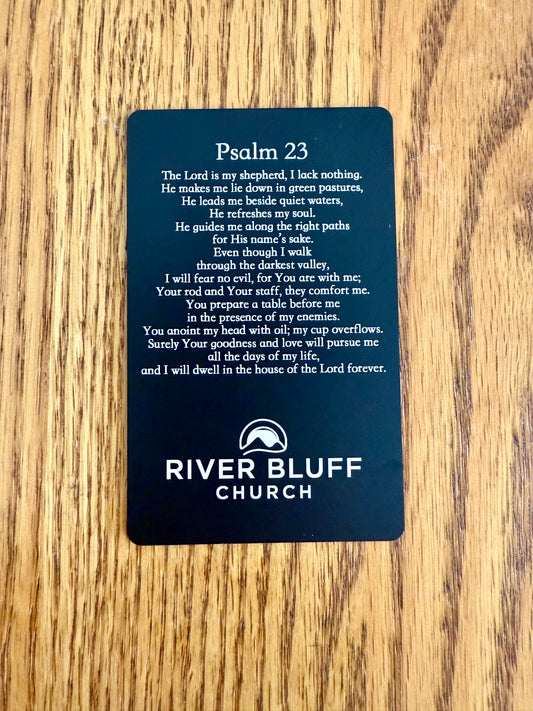 Psalm 23
The Lord is my shepherd, I lack nothing.
He makes me lie down in green pastures,
He leads me beside quiet waters,
He refreshes my soul.
He guides me along the right paths
for His name's sake.
Even though I walk
through the darkest valley,
I will fear no evil, for You are with me;
Your rod and Your staff, they comfort me.
You prepare a table before me
in the presence of my enemies.
You anoint my head with oil; my cup overflows.
Surely Your goodness and love will pursue me
all the days of my life,
and I will dwell in the house of the Lord forever.
RIVER BLUFF
CHURCH